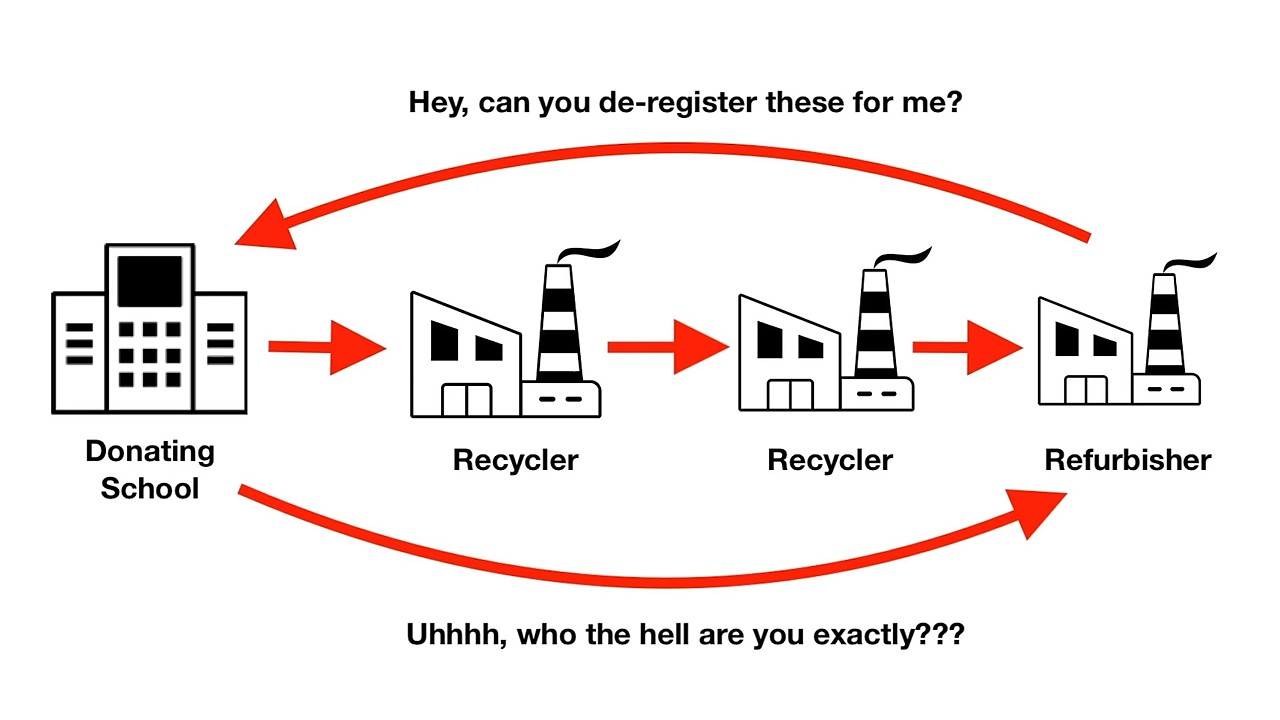 Hey, can you de-register these for me?
Donating
School
Recycler
Recycler
Refurbisher
Uhhhh, who the hell are you exactly???